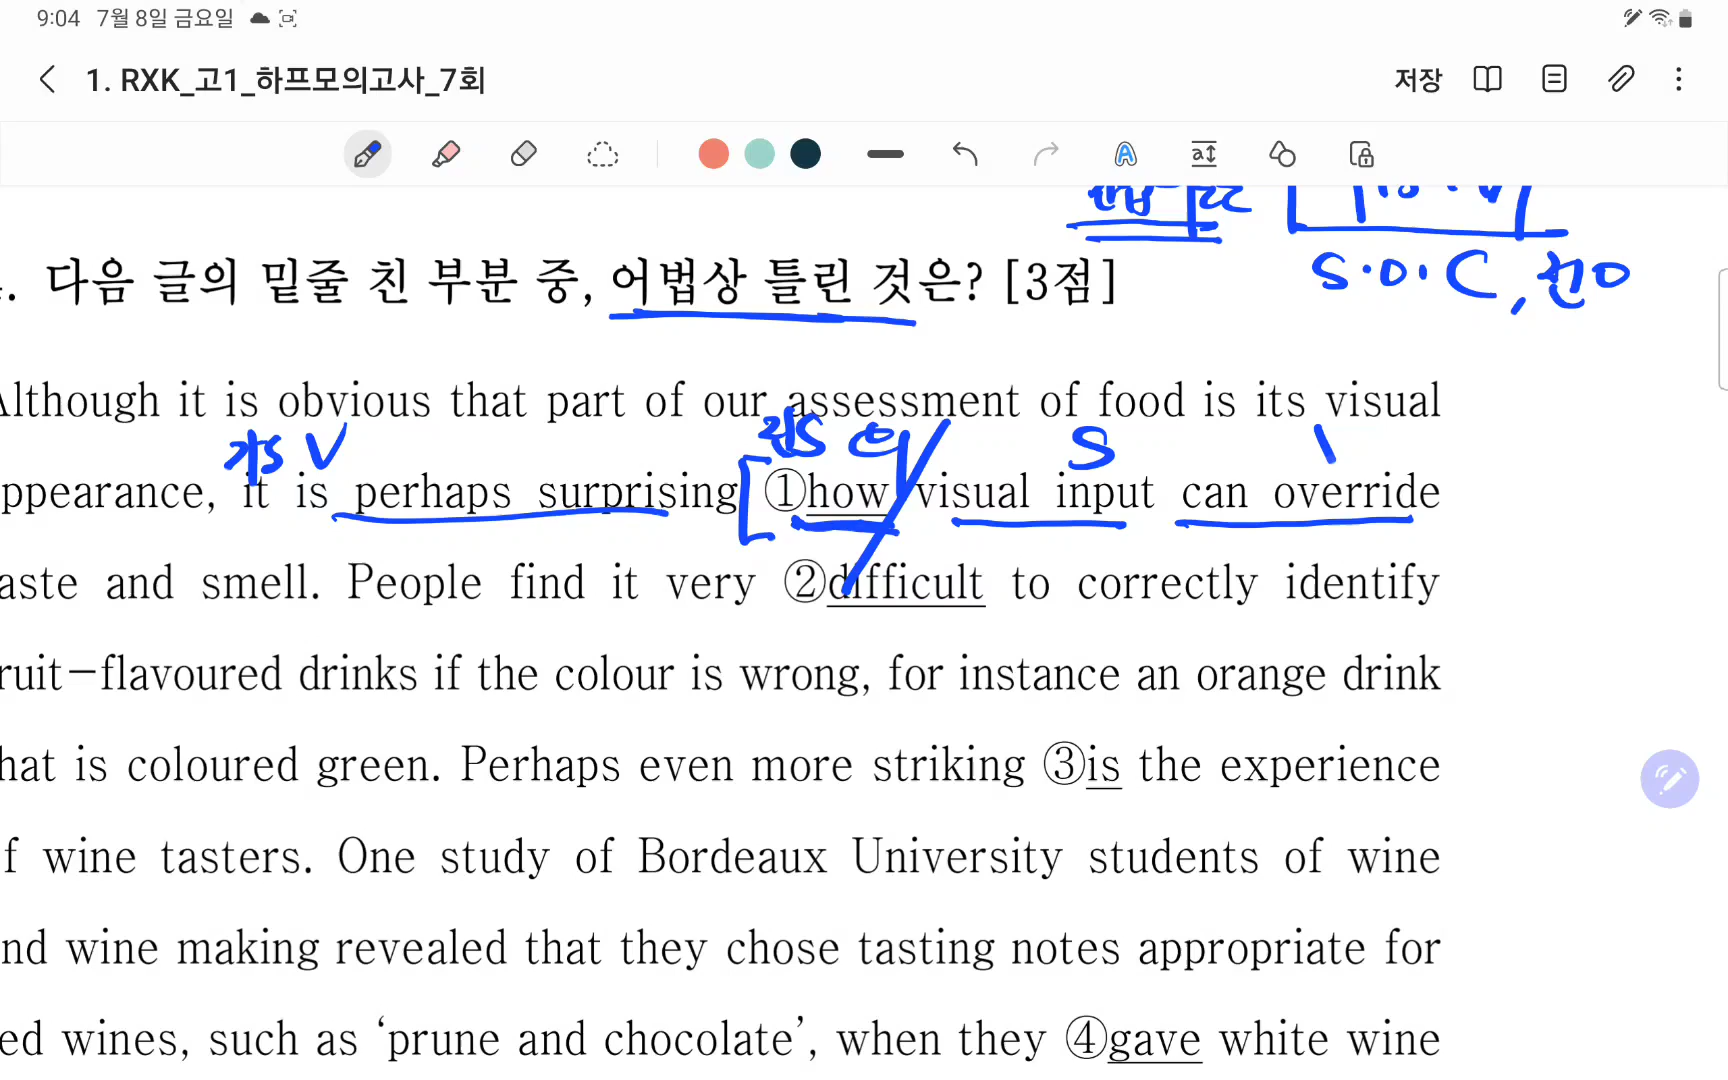 9:04 7월 8일 금요일
1. RXK_고1_하프모의고사_7회
저장
S·O·C, 전O
. 다음 글의 밑줄 친 부분 중, 어법상 틀린 것은? [3점]
Although it is obvious that part of our assessment of food is its visual
가S V 진S S
ppearance, it is perhaps surprising ①how visual input can override
aste and smell. People find it very ②difficult to correctly identify
ruit-flavoured drinks if the colour is wrong, for instance an orange drink
hat is coloured green. Perhaps even more striking ③is the experience
f wine tasters. One study of Bordeaux University students of wine
nd wine making revealed that they chose tasting notes appropriate for
ed wines, such as ‘prune and chocolate’, when they ④gave white wine